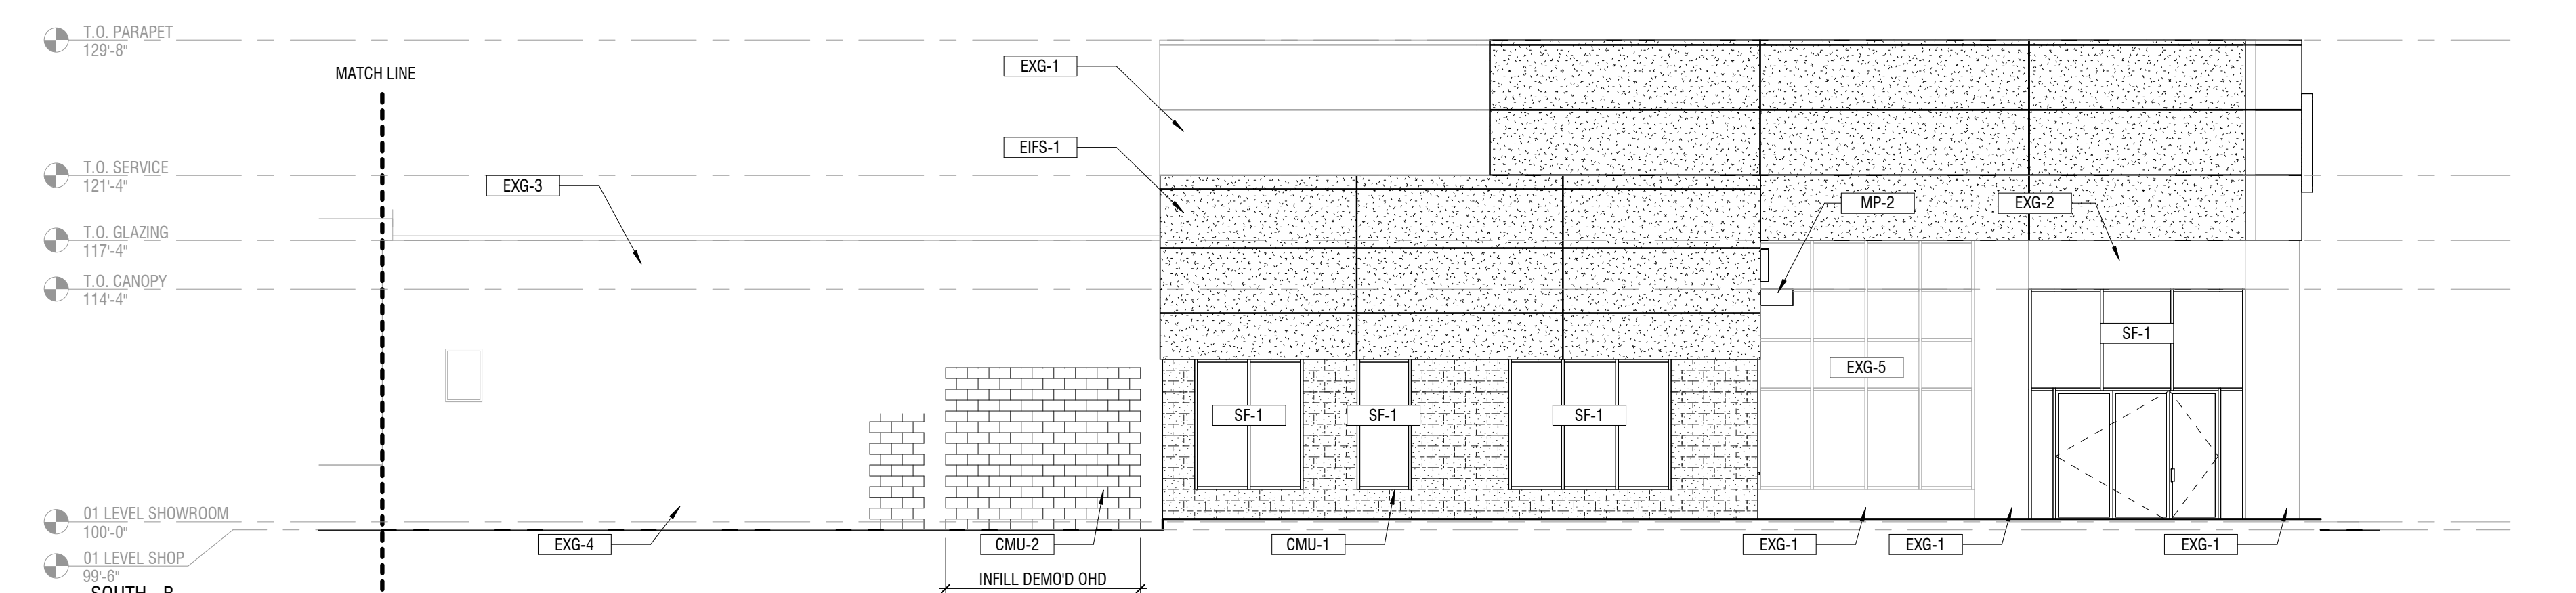 T.O. PARAPET
129'-8"
MATCH LINE
EXG-1
EIFS-1
T.O. SERVICE
121'-4"
EXG-3
MP-2
EXG-2
T.O. GLAZING
117'-4"
T.O. CANOPY
114'-4"
SF-1
EXG-5
SF-1
SF-1
SF-1
01 LEVEL SHOWROOM
100'-0"
EXG-4
CMU-2
CMU-1
EXG-1
EXG-1
EXG-1
01 LEVEL SHOP
99'-6"
INFILL DEMO'D OHD
SOUTH - B